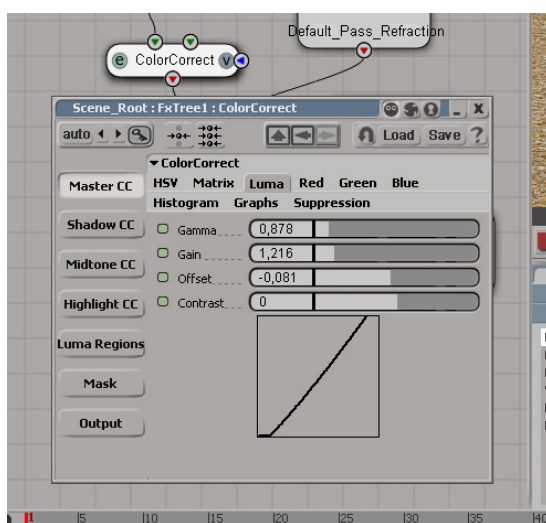 Default_Pass_Refraction
e ColorCorrect V
Scene_Root : FxTree1 : ColorCorrect
auto Load Save ?
ColorCorrect
Master CC HSV Matrix Luma Red Green Blue
Histogram Graphs Suppression
Shadow CC Gamma 0,878
Gain 1,216
Midtone CC
Offset -0,081
Highlight CC Contrast 0
Luma Regions
Mask
Output
1 5 10 15 20 25 30 35 40